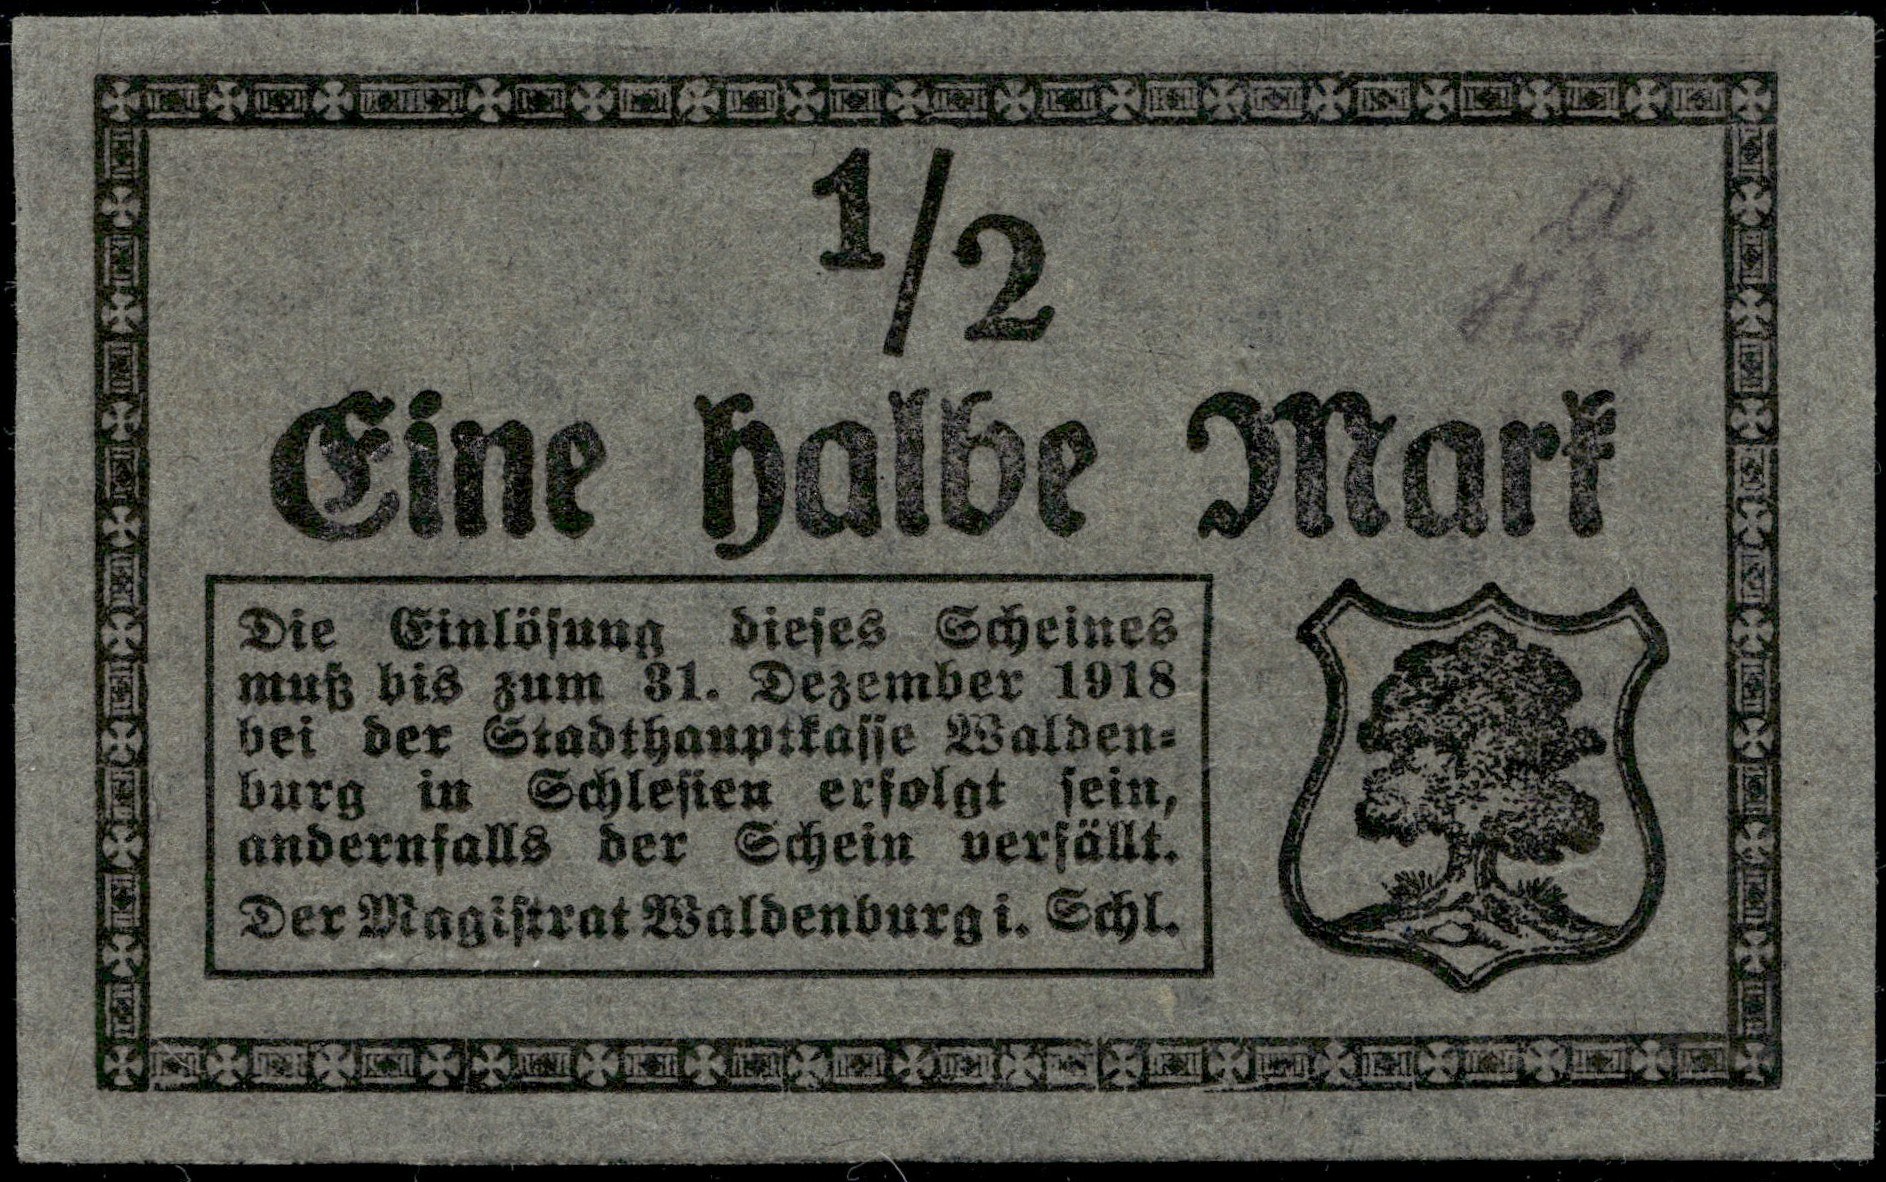 1/2
Eine halbe Mark
Die Einlösung dieses Scheines
muß bis zum 31. Dezember 1918
bei der Stadthauptkasse Walden=
burg in Schlesien erfolgt sein,
andernfalls der Schein verfällt.
Der Magistrat Waldenburg i. Schl.